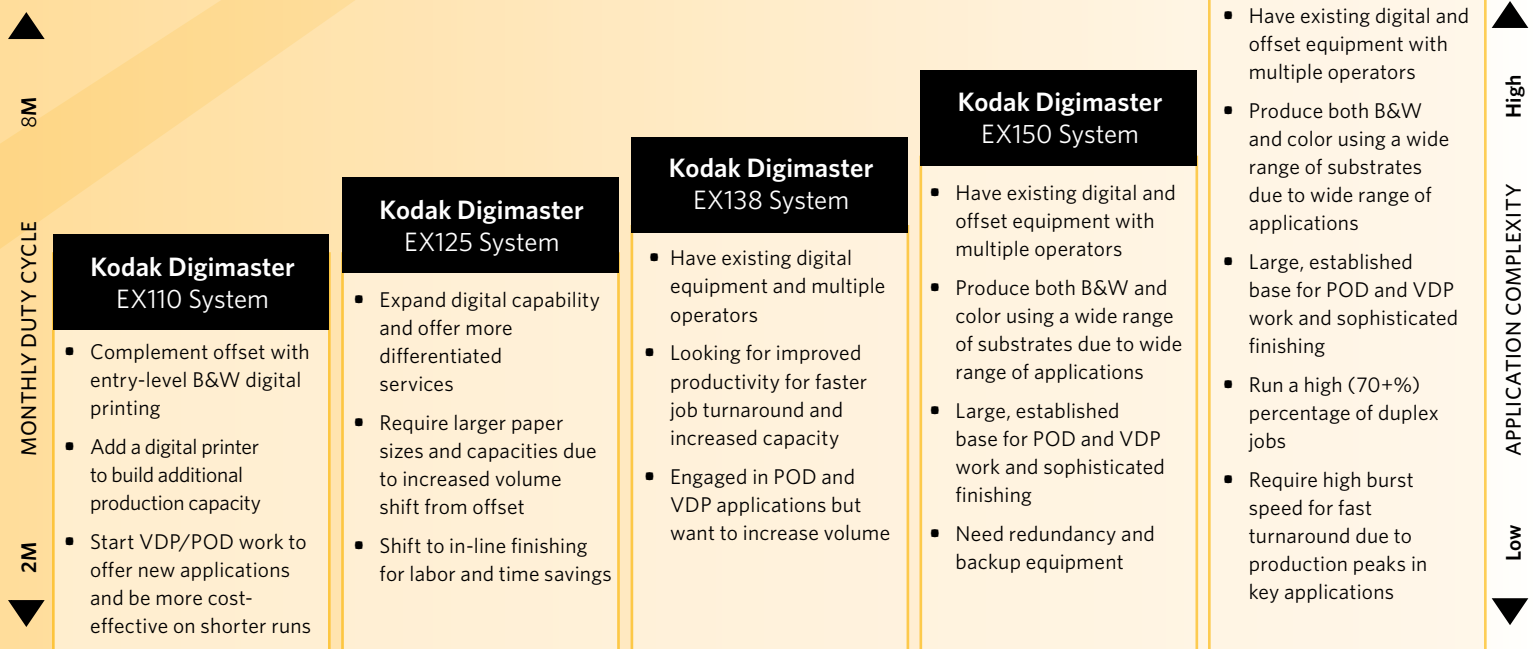 8M
MONTHLY DUTY CYCLE
2M
Kodak Digimaster
EX110 System
Complement offset with
entry-level B&W digital
printing
Add a digital printer
to build additional
production capacity
Start VDP/POD work to
offer new applications
and be more cost-
effective on shorter runs
Kodak Digimaster
EX125 System
Expand digital capability
and offer more
differentiated
services
Require larger paper
sizes and capacities due
to increased volume
shift from offset
Shift to in-line finishing
for labor and time savings
Kodak Digimaster
EX138 System
Have existing digital
equipment and multiple
operators
Looking for improved
productivity for faster
job turnaround and
increased capacity
Engaged in POD and
VDP applications but
want to increase volume
Kodak Digimaster
EX150 System
Have existing digital and
offset equipment with
multiple operators
Produce both B&W and
color using a wide range
of substrates due to wide
range of applications
Large, established
base for POD and VDP
work and sophisticated
finishing
Need redundancy and
backup equipment
Have existing digital and
offset equipment with
multiple operators
Produce both B&W
and color using a wide
range of substrates
due to wide range of
applications
Large, established
base for POD and VDP
work and sophisticated
finishing
Run a high (70+%)
percentage of duplex
jobs
Require high burst
speed for fast
turnaround due to
production peaks in
key applications
High
APPLICATION COMPLEXITY
Low